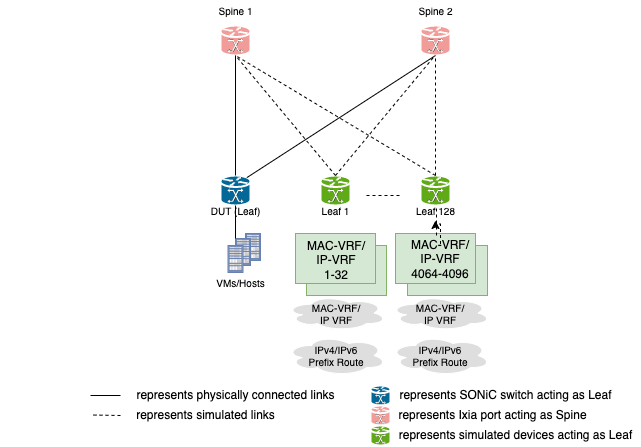 Spine 1
Spine 2
DUT (Leaf)
Leaf 1
Leaf 128
VMs/Hosts
MAC-VRF/
IP-VRF
1-32
MAC-VRF/
IP-VRF
4064-4096
MAC-VRF/
IP VRF
MAC-VRF/
IP VRF
IPv4/IPv6
Prefix Route
IPv4/IPv6
Prefix Route
represents physically connected links
represents simulated links
represents SONiC switch acting as Leaf
represents Ixia port acting as Spine
represents simulated devices acting as Leaf